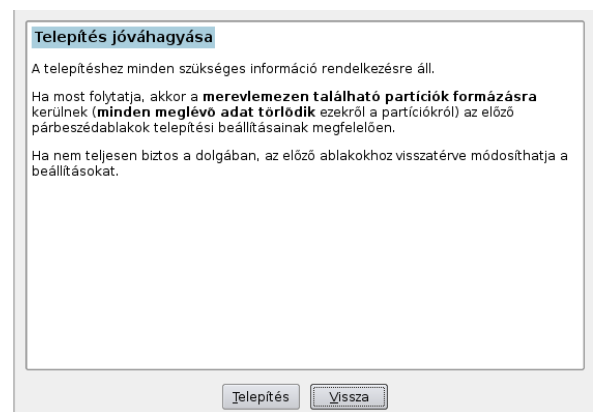 Telepítés jóváhagyása
A telepítéshez minden szükséges információ rendelkezésre áll.
Ha most folytatja, akkor a merevlemezen található partíciók formázásra
kerülnek (minden meglévő adat törlődik ezekről a partíciókról) az előző
párbeszédablakok telepítési beállításainak megfelelően.
Ha nem teljesen biztos a dolgában, az előző ablakokhoz visszatérve módosíthatja a
beállításokat.
Telepítés
Vissza